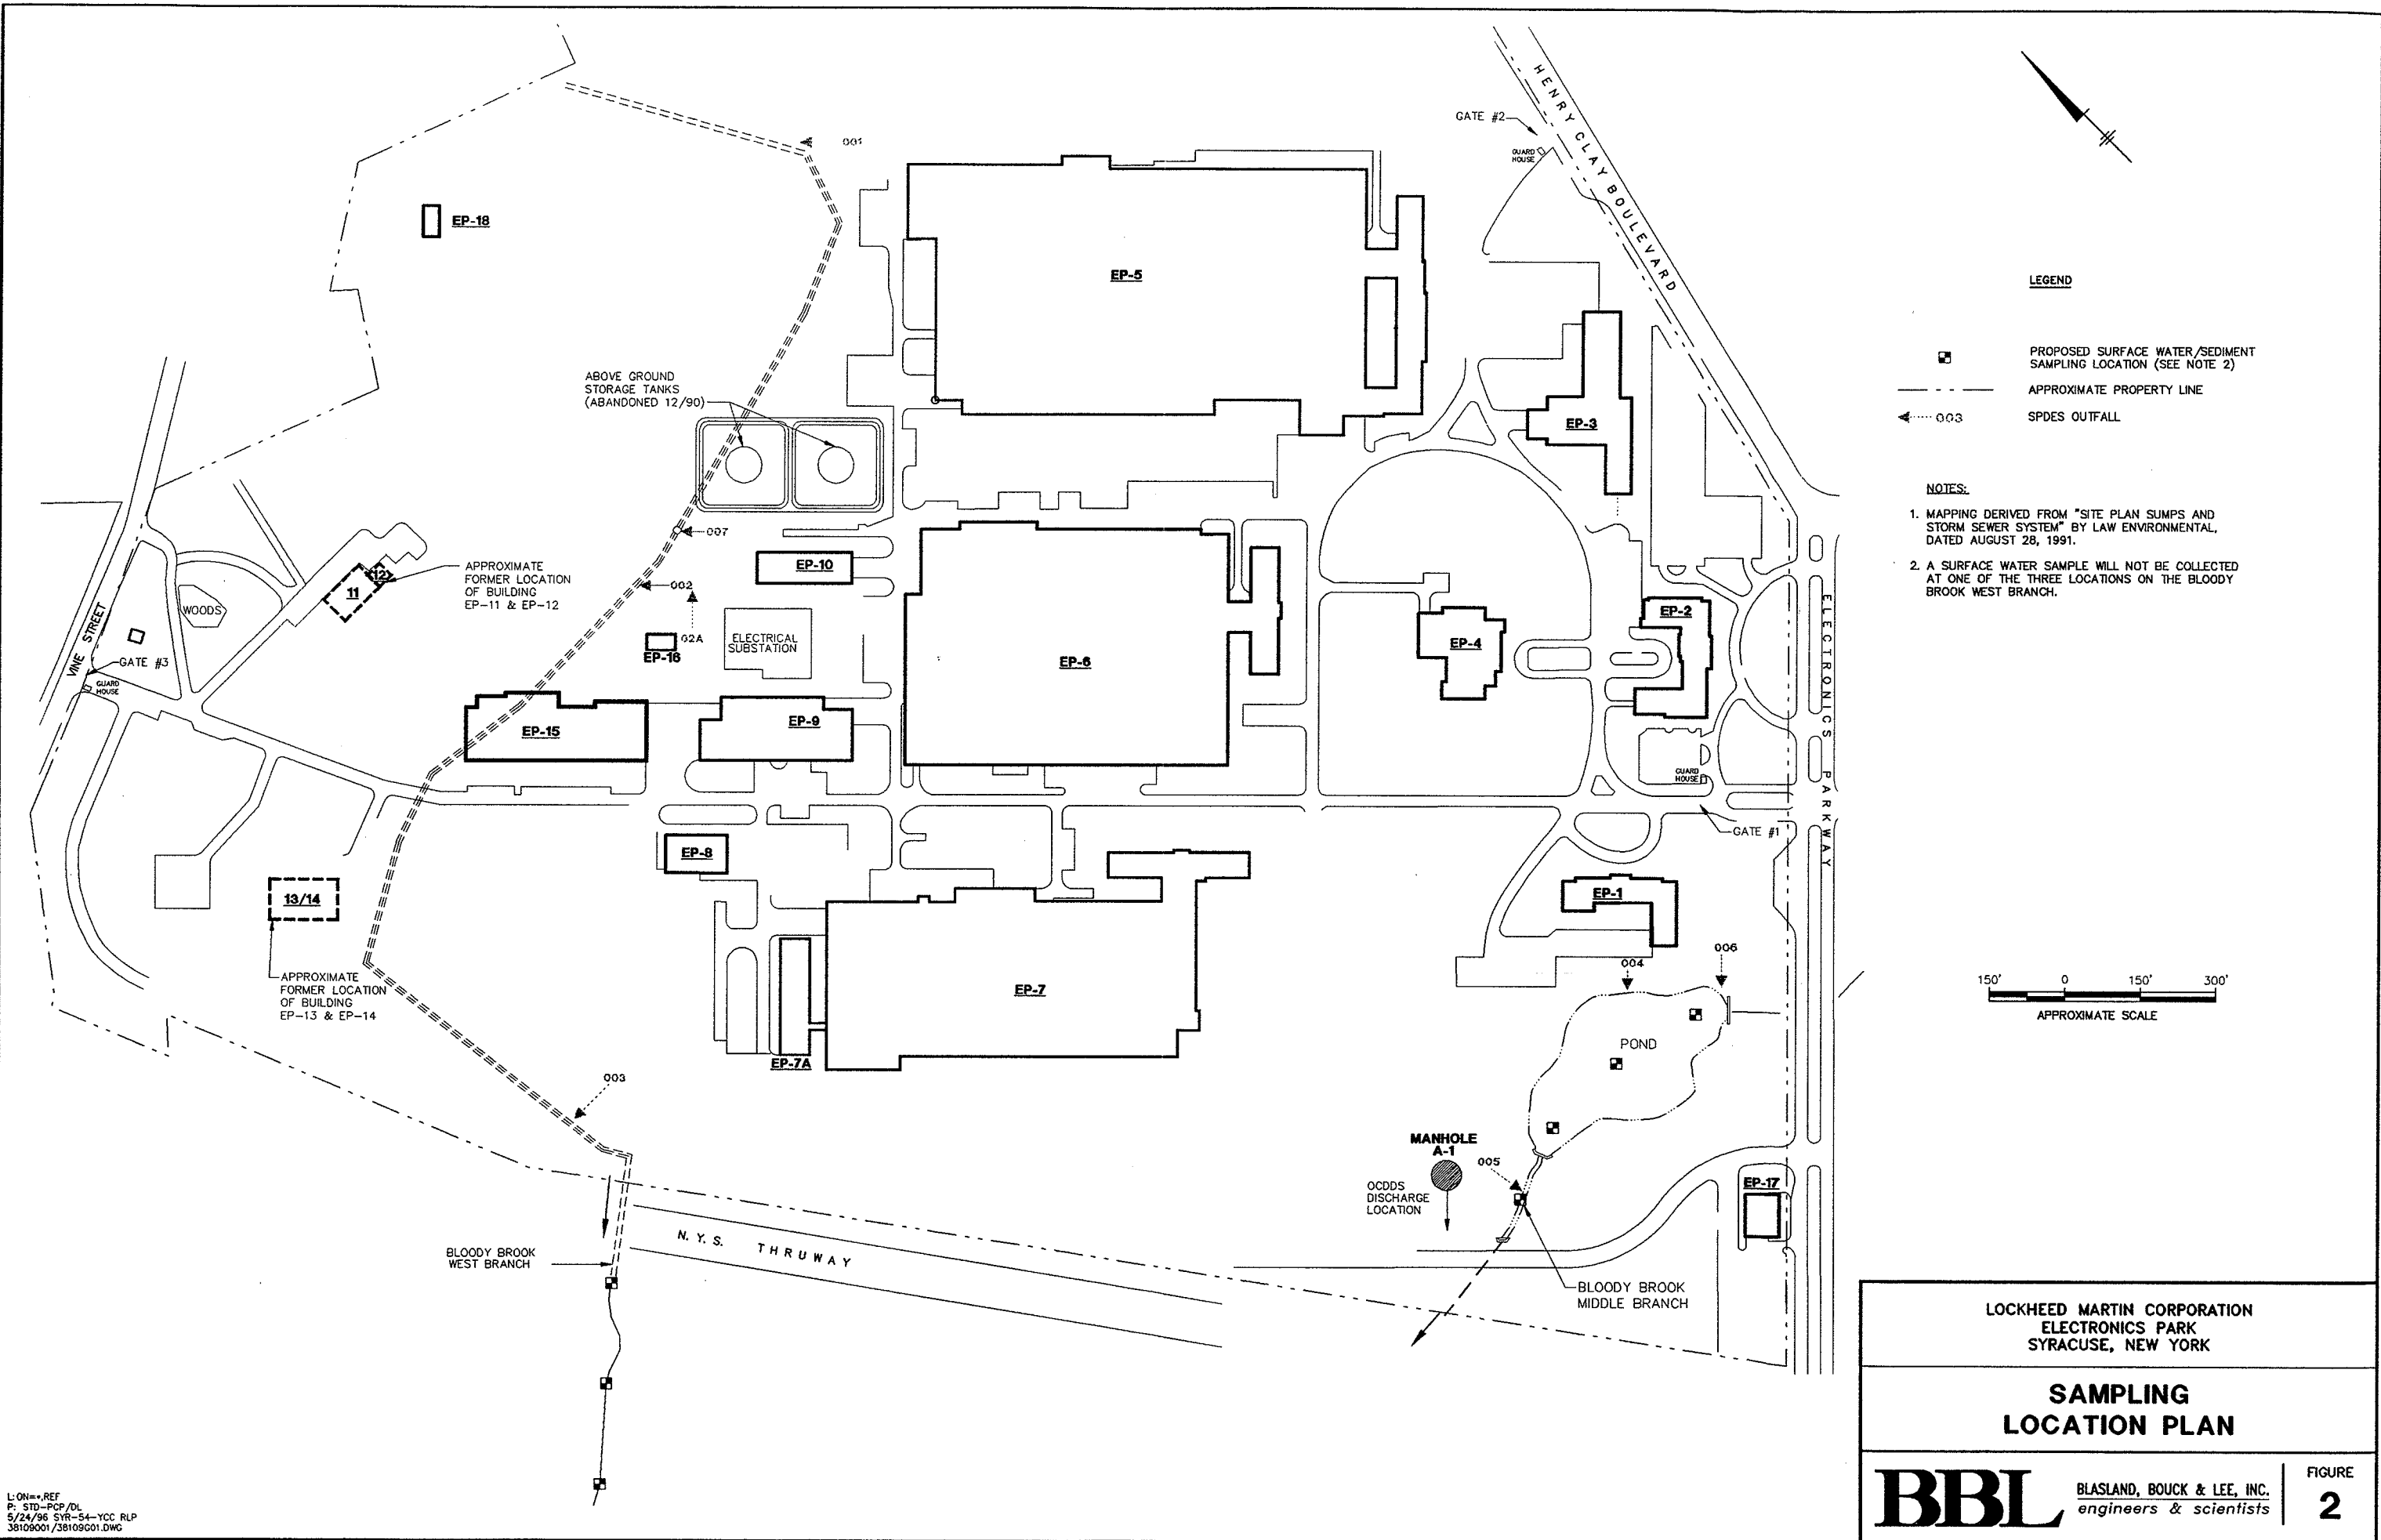 001
HENRY CLAY BOULEVARD
GATE #2
GUARD
HOUSE
EP-18
EP-5
ABOVE GROUND
STORAGE TANKS
(ABANDONED 12/90)
EP-3
LEGEND
PROPOSED SURFACE WATER/SEDIMENT
SAMPLING LOCATION (SEE NOTE 2)
APPROXIMATE PROPERTY LINE
003
SPDES OUTFALL
NOTES:
1. MAPPING DERIVED FROM "SITE PLAN SUMPS AND
STORM SEWER SYSTEM" BY LAW ENVIRONMENTAL,
DATED AUGUST 28, 1991.
2. A SURFACE WATER SAMPLE WILL NOT BE COLLECTED
AT ONE OF THE THREE LOCATIONS ON THE BLOODY
BROOK WEST BRANCH.
007
EP-10
002
02A
12
11
APPROXIMATE
FORMER LOCATION
OF BUILDING
EP-11 & EP-12
WOODS
VINE STREET
GATE #3
GUARD
HOUSE
EP-16
ELECTRICAL
SUBSTATION
EP-6
EP-4
EP-2
ELECTRONICS PARKWAY
EP-15
EP-9
GUARD
HOUSE
GATE #1
EP-8
13/14
APPROXIMATE
FORMER LOCATION
OF BUILDING
EP-13 & EP-14
EP-1
EP-7
EP-7A
004
006
POND
150' 0 150' 300'
APPROXIMATE SCALE
003
MANHOLE
A-1
005
OCDDS
DISCHARGE
LOCATION
EP-17
BLOODY BROOK
WEST BRANCH
N.Y.S. THRUWAY
BLOODY BROOK
MIDDLE BRANCH
LOCKHEED MARTIN CORPORATION
ELECTRONICS PARK
SYRACUSE, NEW YORK
SAMPLING
LOCATION PLAN
BBL
BLASLAND, BOUCK & LEE, INC.
engineers & scientists
FIGURE
2
L: ON=*,REF
P: STD-PCP/DL
5/24/96 SYR-54-YCC RLP
38109001/38109G01.DWG